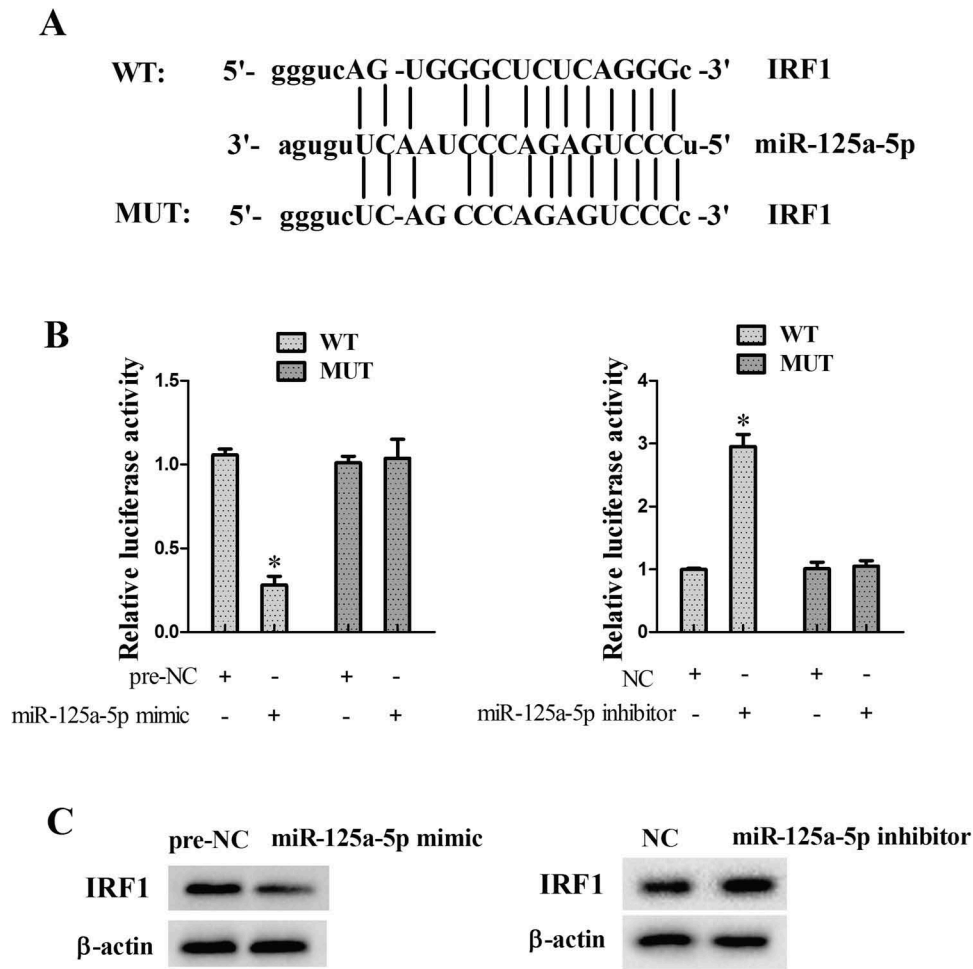 A
WT: 5'- gggucAG -UGGGCUCUCAGGGc -3' IRF1
3'- aguguUCAAUCCCAGAGUCCCu-5' miR-125a-5p
MUT: 5'- gggucUC-AGCCCAGAGUCCCc -3' IRF1
B
WT
MUT
Relative luciferase activity
1.5
1.0
0.5
0.0
*
pre-NC + - + -
miR-125a-5p mimic - + - +
WT
MUT
Relative luciferase activity
4
3
2
1
0
*
NC + - + -
miR-125a-5p inhibitor - + - +
C
pre-NC miR-125a-5p mimic
IRF1
β-actin
NC miR-125a-5p inhibitor
IRF1
β-actin